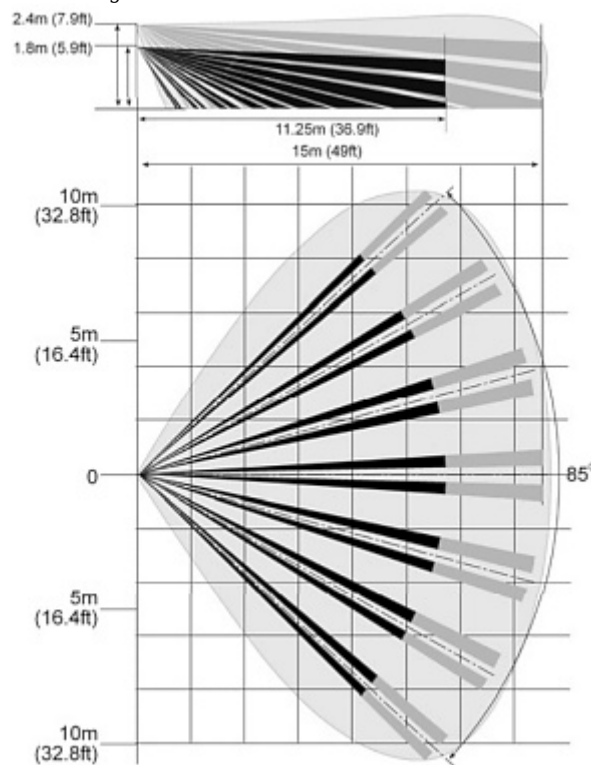 2.4m (7.9ft)
1.8m (5.9ft)
11.25m (36.9ft)
15m (49ft)
10m
(32.8ft)
5m
(16.4ft)
0
85°
5m
(16.4ft)
10m
(32.8ft)